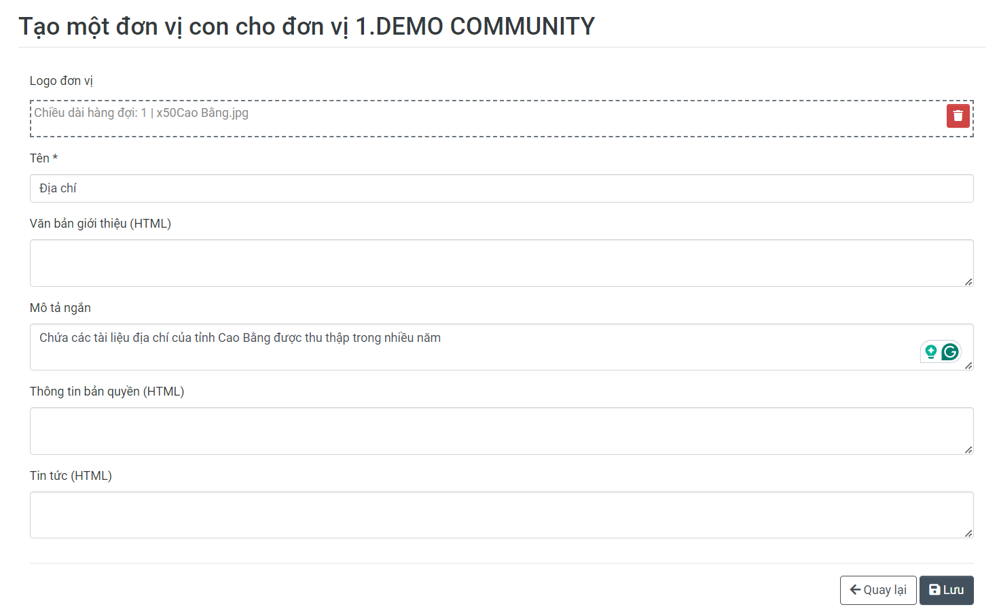 Tạo một đơn vị con cho đơn vị 1.DEMO COMMUNITY
Logo đơn vị
Chiều dài hàng đợi: 1 | x50Cao Bằng.jpg
Tên *
Địa chí
Văn bản giới thiệu (HTML)
Mô tả ngắn
Chứa các tài liệu địa chí của tỉnh Cao Bằng được thu thập trong nhiều năm
Thông tin bản quyền (HTML)
Tin tức (HTML)
Quay lại
Lưu